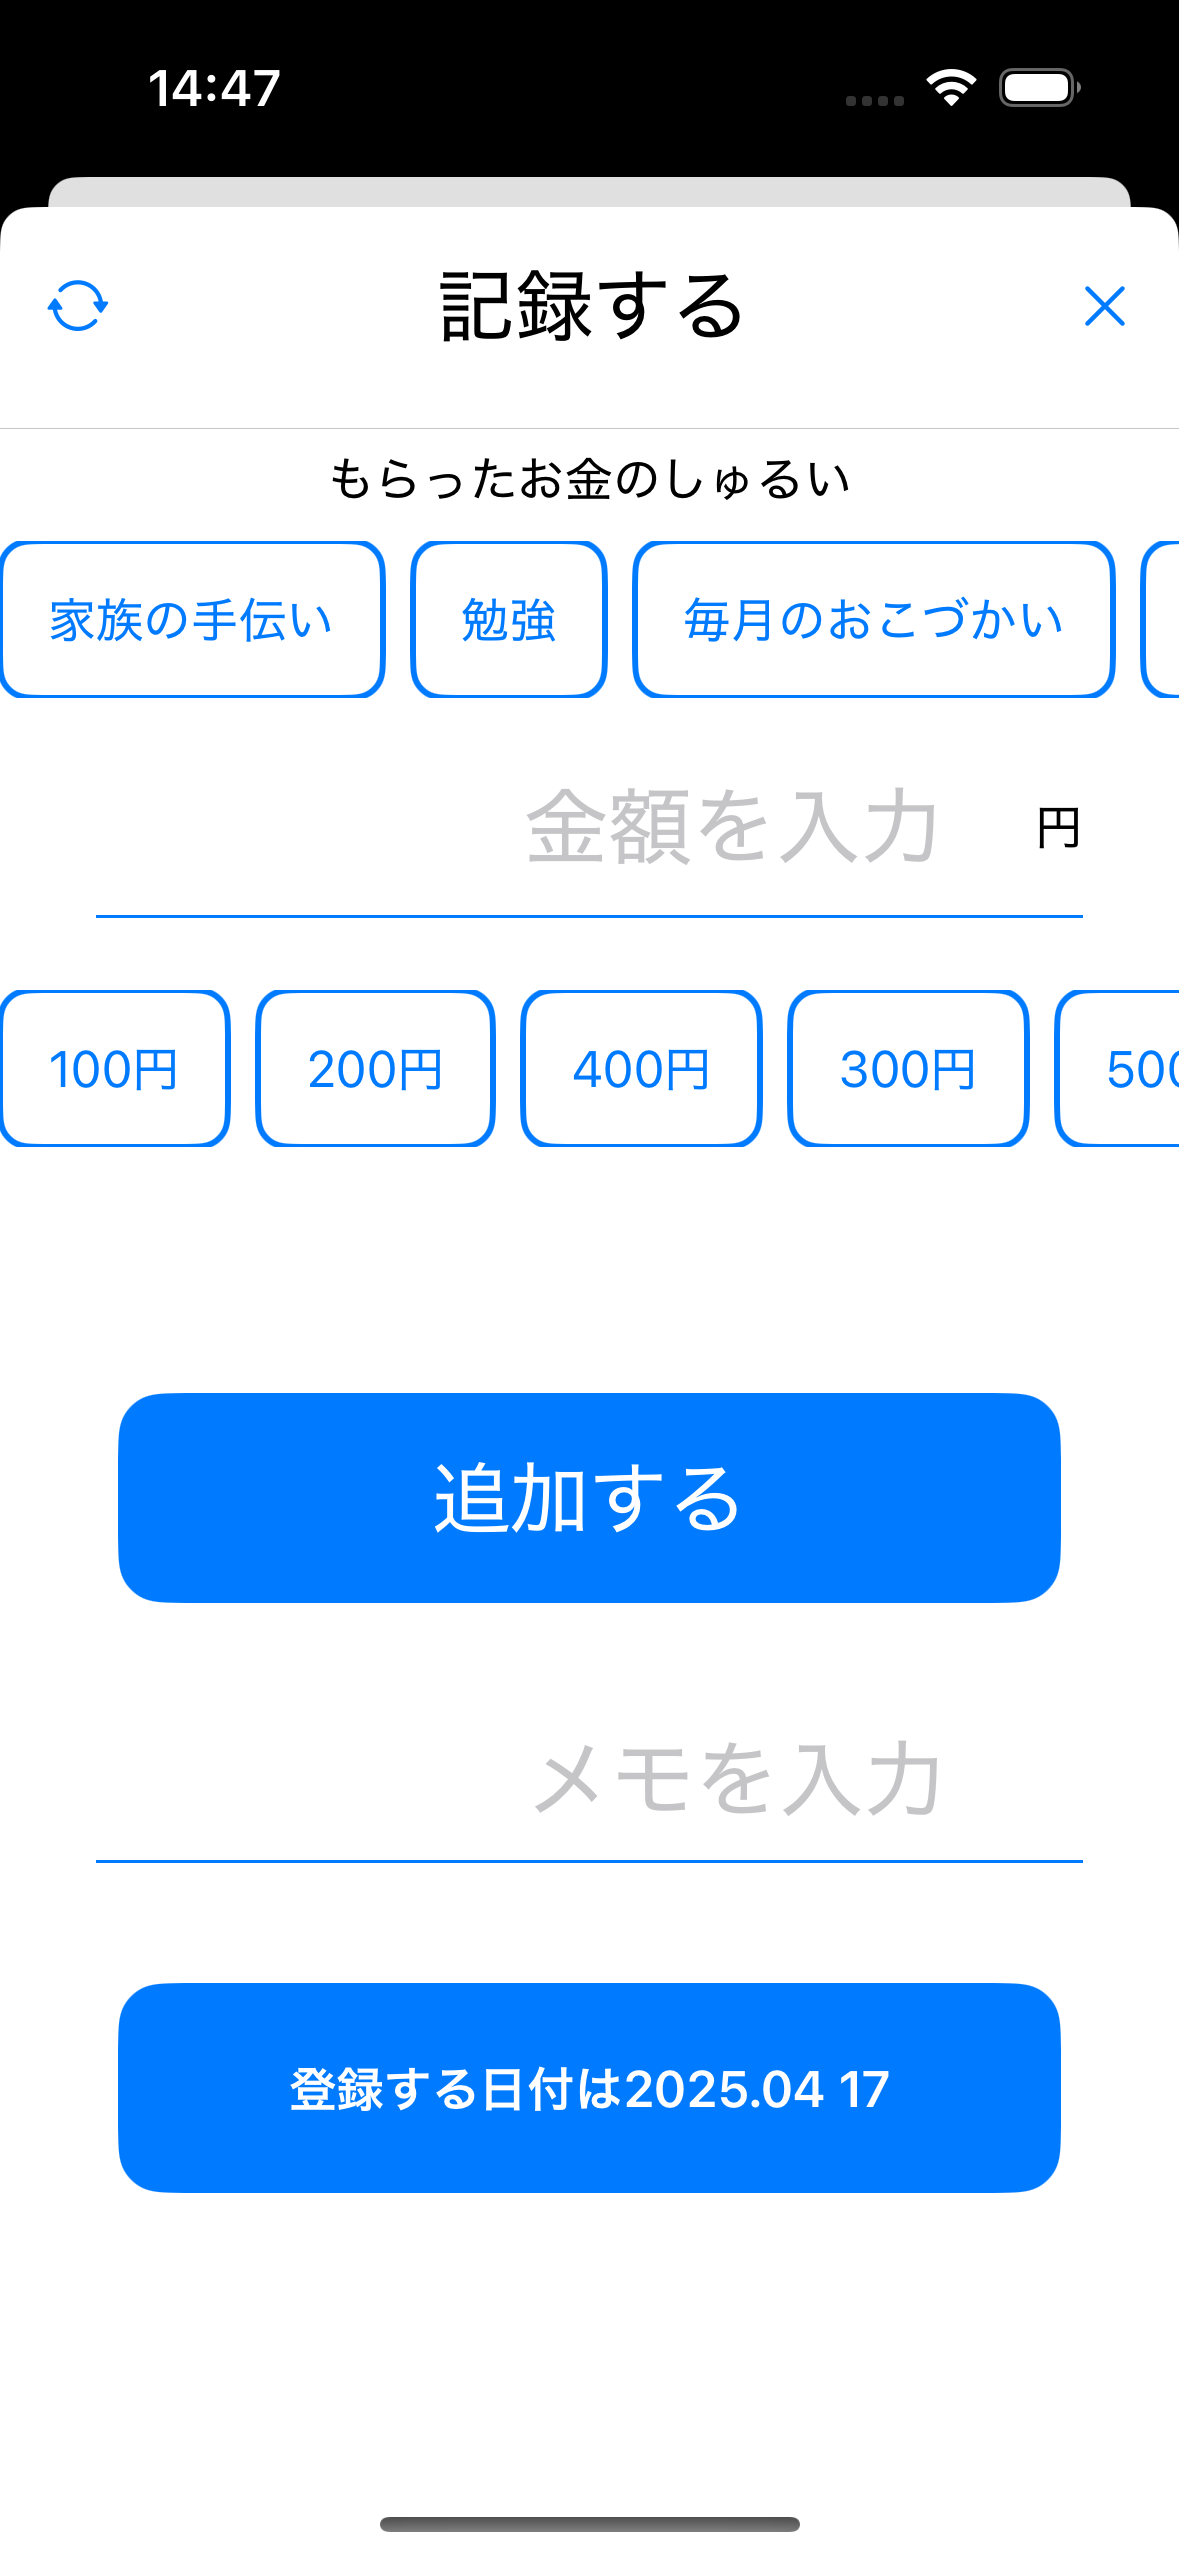 14:47
記録する
もらったお金のしゅるい
家族の手伝い 勉強 毎月のおこづかい
金額を入力 円
100円 200円 400円 300円 500
追加する
メモを入力
登録する日付は2025.04 17